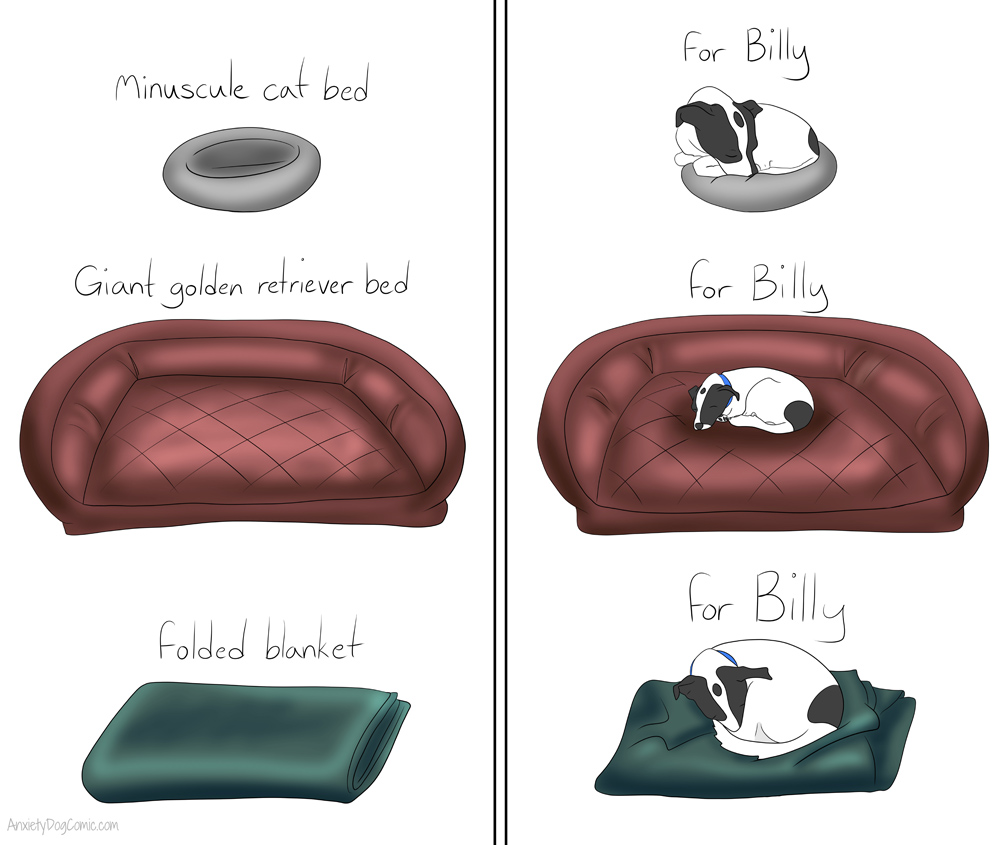 Minuscule cat bed
For Billy
Giant golden retriever bed
For Billy
Folded blanket
For Billy
AnxietyDogComic.com